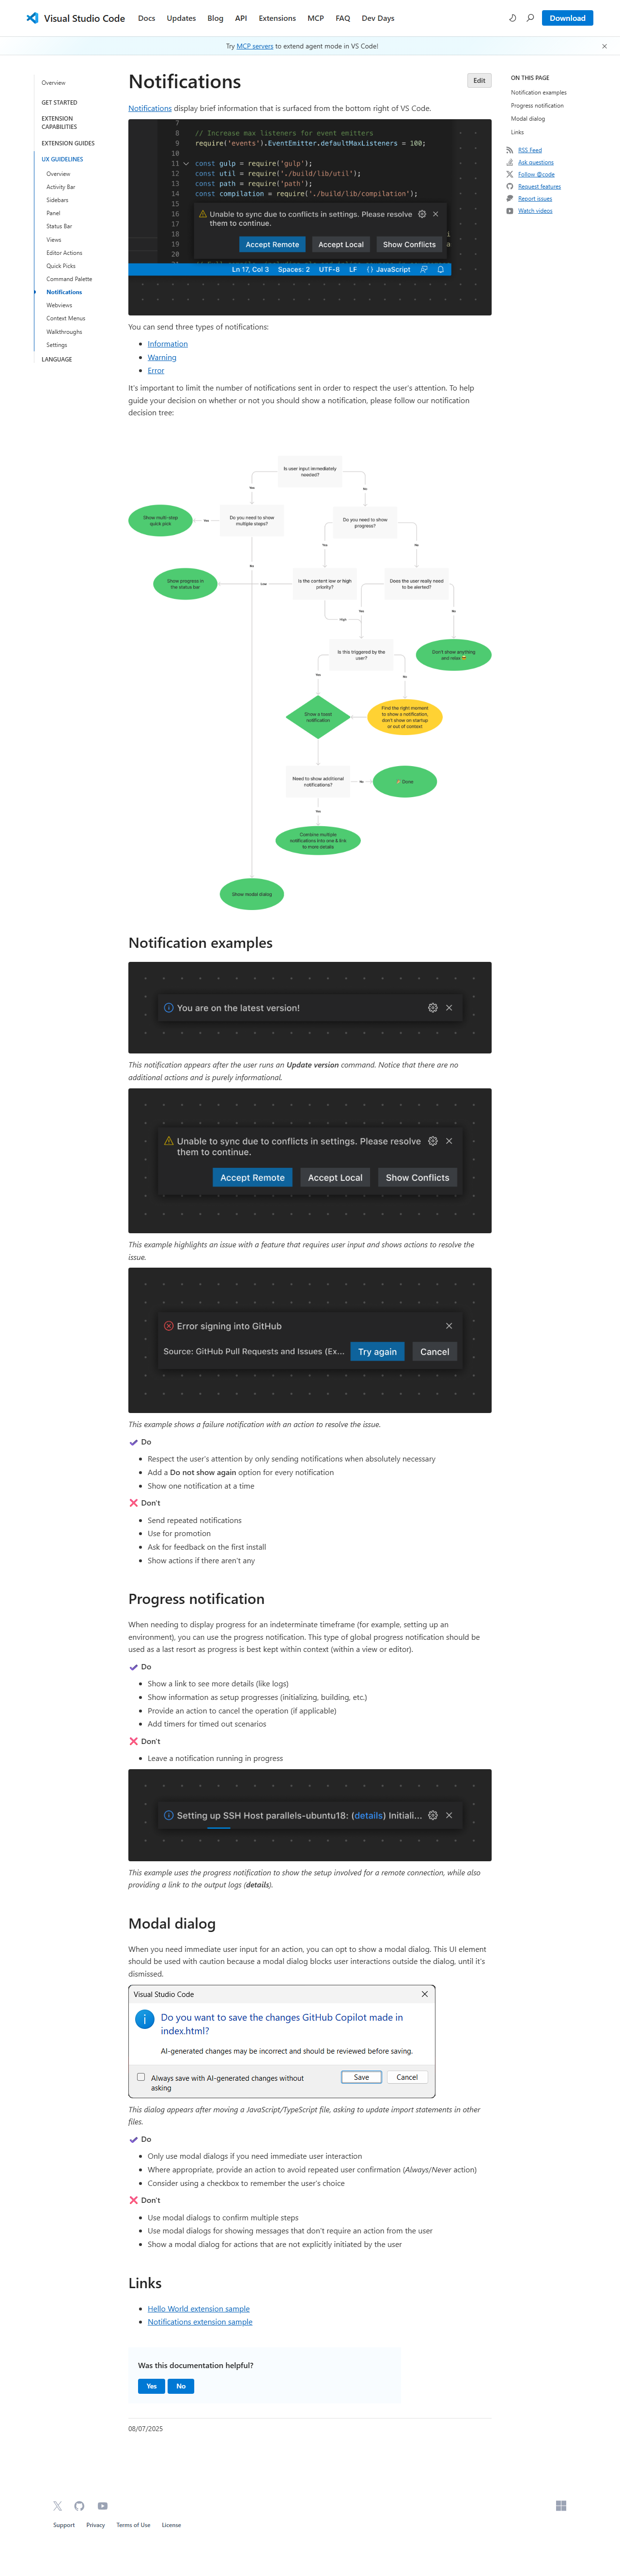 Visual Studio Code
Docs Updates Blog API Extensions MCP FAQ Dev Days
Download
Try MCP servers to extend agent mode in VS Code!
Overview
GET STARTED
EXTENSION
CAPABILITIES
EXTENSION GUIDES
UX GUIDELINES
Overview
Activity Bar
Sidebars
Panel
Status Bar
Views
Editor Actions
Quick Picks
Command Palette
Notifications
Webviews
Context Menus
Walkthroughs
Settings
LANGUAGE
Notifications
Edit
Notifications display brief information that is surfaced from the bottom right of VS Code.
7
8 // Increase max listeners for event emitters
9 require('events').EventEmitter.defaultMaxListeners = 100;
10
11 const gulp = require('gulp');
12 const util = require('./build/lib/util');
13 const path = require('path');
14 const compilation = require('./build/lib/compilation');
15
16
17
18
19
20
21
Unable to sync due to conflicts in settings. Please resolve
them to continue.
Accept Remote Accept Local Show Conflicts
Ln 17, Col 3 Spaces: 2 UTF-8 LF {} JavaScript
You can send three types of notifications:
Information
Warning
Error
It's important to limit the number of notifications sent in order to respect the user's attention. To help
guide your decision on whether or not you should show a notification, please follow our notification
decision tree:
Is user input immediately
needed?
Yes
No
Show multi-step
quick pick
Yes
Do you need to show
multiple steps?
Do you need to show
progress?
Yes
No
No
Show progress in
the status bar
Low
Is the content low or high
priority?
Does the user really need
to be alerted?
Yes
No
High
Is this triggered by the
user?
Don't show anything
and relax 😎
Yes
No
Show a toast
notification
Find the right moment
to show a notification,
don't show on startup
or out of context
Need to show additional
notifications?
No
Done
Yes
Combine multiple
notifications into one & link
to more details
Show modal dialog
Notification examples
You are on the latest version!
This notification appears after the user runs an Update version command. Notice that there are no
additional actions and is purely informational.
Unable to sync due to conflicts in settings. Please resolve
them to continue.
Accept Remote Accept Local Show Conflicts
This example highlights an issue with a feature that requires user input and shows actions to resolve the
issue.
Error signing into GitHub
Source: GitHub Pull Requests and Issues (Ex... Try again Cancel
This example shows a failure notification with an action to resolve the issue.
Do
Respect the user's attention by only sending notifications when absolutely necessary
Add a Do not show again option for every notification
Show one notification at a time
Don't
Send repeated notifications
Use for promotion
Ask for feedback on the first install
Show actions if there aren't any
Progress notification
When needing to display progress for an indeterminate timeframe (for example, setting up an
environment), you can use the progress notification. This type of global progress notification should be
used as a last resort as progress is best kept within context (within a view or editor).
Do
Show a link to see more details (like logs)
Show information as setup progresses (initializing, building, etc.)
Provide an action to cancel the operation (if applicable)
Add timers for timed out scenarios
Don't
Leave a notification running in progress
Setting up SSH Host parallels-ubuntu18: (details) Initiali...
This example uses the progress notification to show the setup involved for a remote connection, while also
providing a link to the output logs (details).
Modal dialog
When you need immediate user input for an action, you can opt to show a modal dialog. This UI element
should be used with caution because a modal dialog blocks user interactions outside the dialog, until it's
dismissed.
Visual Studio Code
Do you want to save the changes GitHub Copilot made in
index.html?
AI-generated changes may be incorrect and should be reviewed before saving.
Always save with AI-generated changes without
asking
Save Cancel
This dialog appears after moving a JavaScript/TypeScript file, asking to update import statements in other
files.
Do
Only use modal dialogs if you need immediate user interaction
Where appropriate, provide an action to avoid repeated user confirmation (Always/Never action)
Consider using a checkbox to remember the user's choice
Don't
Use modal dialogs to confirm multiple steps
Use modal dialogs for showing messages that don't require an action from the user
Show a modal dialog for actions that are not explicitly initiated by the user
Links
Hello World extension sample
Notifications extension sample
Was this documentation helpful?
Yes No
08/07/2025
ON THIS PAGE
Notification examples
Progress notification
Modal dialog
Links
RSS Feed
Ask questions
Follow @code
Request features
Report issues
Watch videos
Support Privacy Terms of Use License